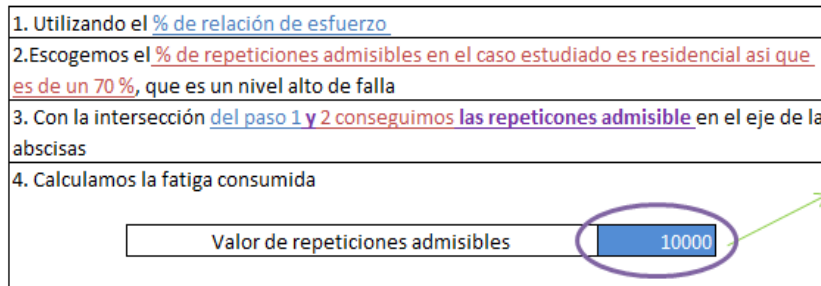 1. Utilizando el % de relación de esfuerzo
2.Escogemos el % de repeticiones admisibles en el caso estudiado es residencial asi que
es de un 70 %, que es un nivel alto de falla
3. Con la intersección del paso 1 y 2 conseguimos las repeticones admisible en el eje de la
abscisas
4. Calculamos la fatiga consumida
Valor de repeticiones admisibles 10000